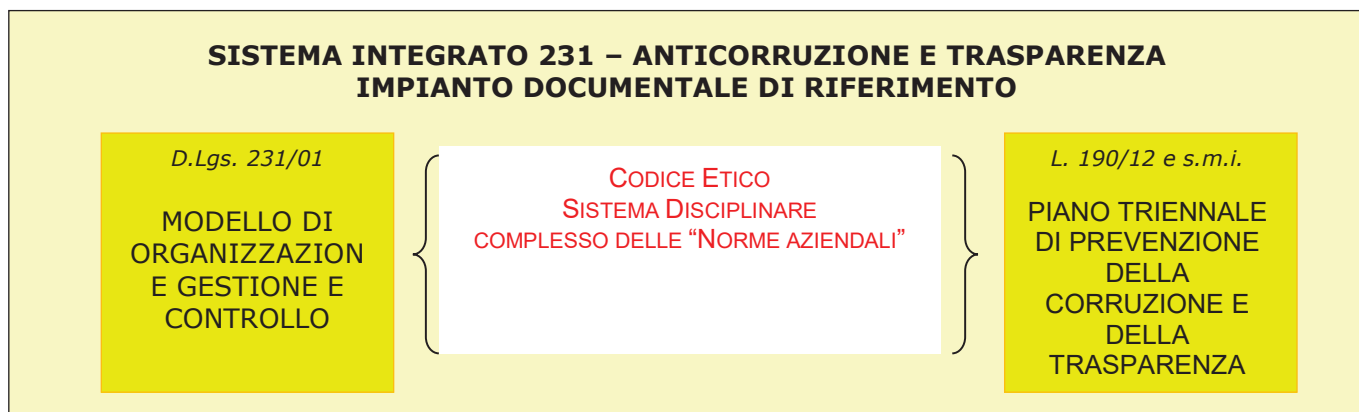 SISTEMA INTEGRATO 231 – ANTICORRUZIONE E TRASPARENZA
IMPIANTO DOCUMENTALE DI RIFERIMENTO
D.Lgs. 231/01
MODELLO DI
ORGANIZZAZION
E GESTIONE E
CONTROLLO
CODICE ETICO
SISTEMA DISCIPLINARE
COMPLESSO DELLE “NORME AZIENDALI”
L. 190/12 e s.m.i.
PIANO TRIENNALE
DI PREVENZIONE
DELLA
CORRUZIONE E
DELLA
TRASPARENZA